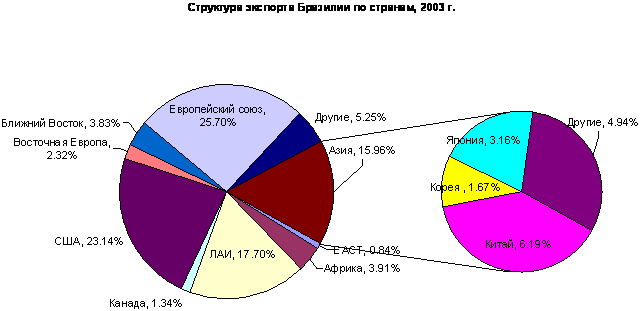 Структура экспорта Бразилии по странам, 2003 г.
Европейский союз,
25.70%
Другие, 5.25%
Азия, 15.96%
ЕАСТ, 0.84%
Африка, 3.91%
ЛАИ, 17.70%
Канада, 1.34%
США, 23.14%
Восточная Европа,
2.32%
Ближний Восток, 3.83%
Япония, 3.16%
Другие, 4.94%
Корея , 1.67%
Китай, 6.19%